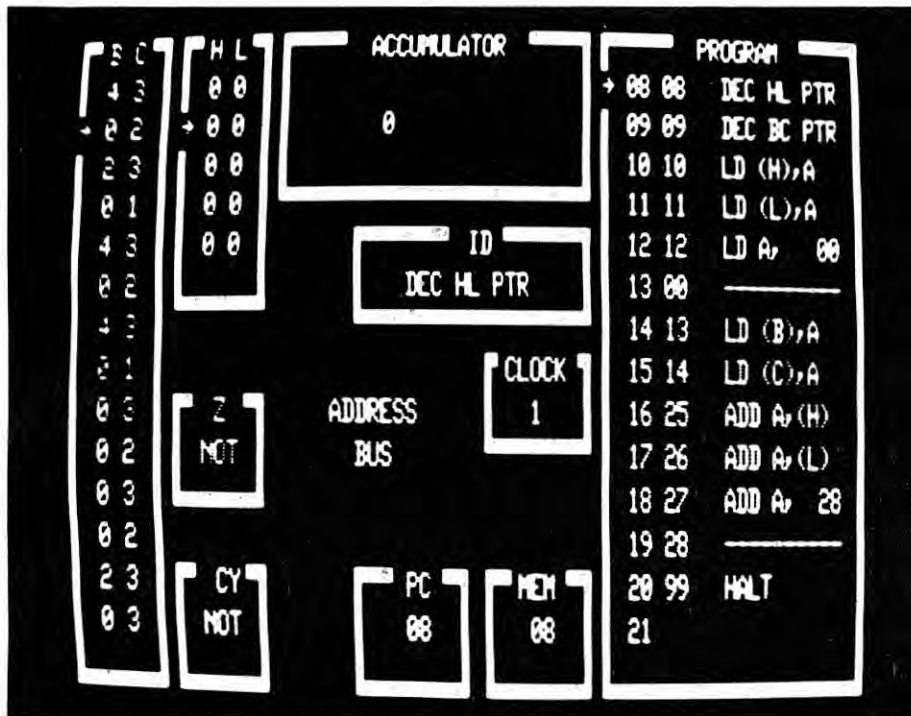 B C
4 3
→ 0 2
2 3
0 1
4 3
0 2
4 3
0 1
0 3
0 2
0 3
0 2
2 3
0 3
H L
0 0
→ 0 0
0 0
0 0
0 0
ACCUMULATOR
0
ID
DEC HL PTR
CLOCK
1
Z
NOT
ADDRESS
BUS
CY
NOT
PC
08
MEM
08
PROGRAM
→ 08 08 DEC HL PTR
09 09 DEC BC PTR
10 10 LD (H),A
11 11 LD (L),A
12 12 LD A, 00
13 00 ----------
14 13 LD (B),A
15 14 LD (C),A
16 25 ADD A,(H)
17 26 ADD A,(L)
18 27 ADD A, 28
19 28 ----------
20 99 HALT
21